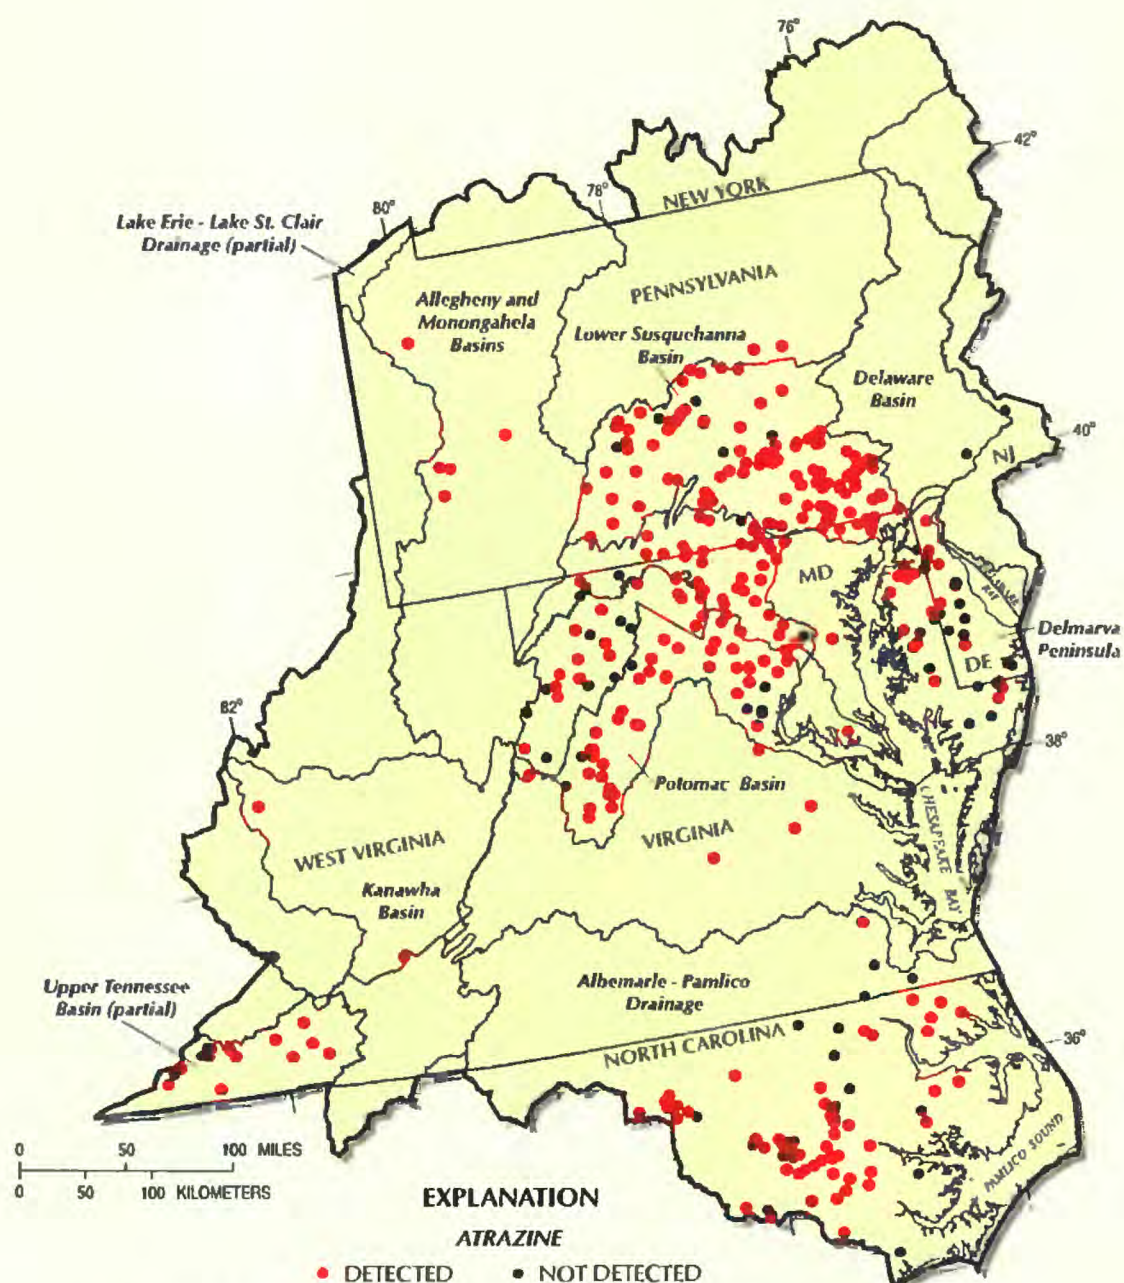 76°
42°
NEW YORK
78°
80°
Lake Erie - Lake St. Clair
Drainage (partial)
PENNSYLVANIA
Allegheny and
Monongahela
Basins
Lower Susquehanna
Basin
Delaware
Basin
40°
NJ
MD
DELAWARE
BAY
Delmarva
Peninsula
DE
82°
38°
Potomac Basin
CHESAPEAKE BAY
VIRGINIA
WEST VIRGINIA
Kanawha
Basin
Upper Tennessee
Basin (partial)
Albemarle - Pamlico
Drainage
36°
NORTH CAROLINA
PAMLICO SOUND
0 50 100 MILES
0 50 100 KILOMETERS
EXPLANATION
ATRAZINE
DETECTED NOT DETECTED